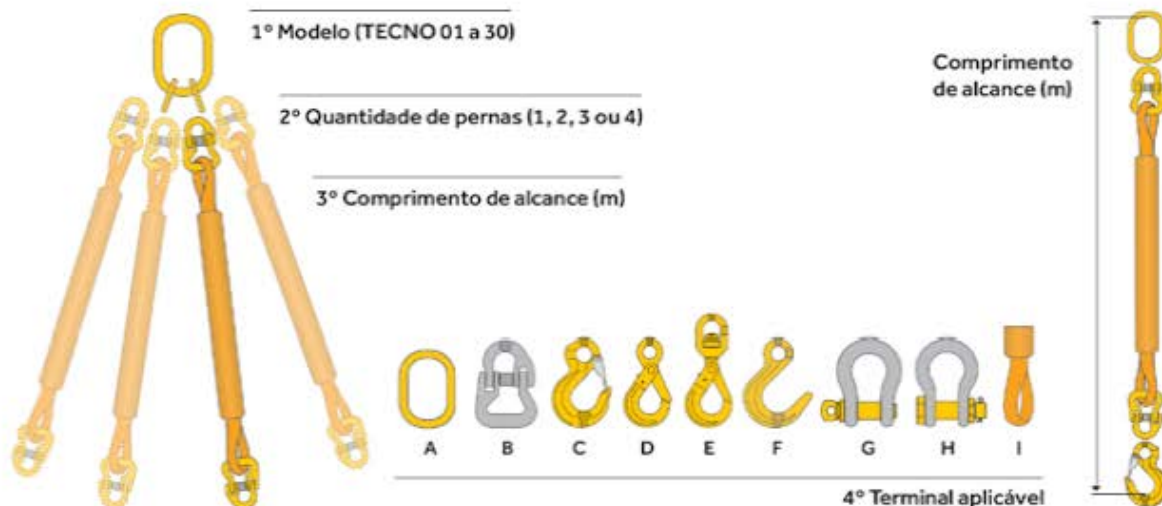 1º Modelo (TECNO 01 a 30)
Comprimento
de alcance (m)
2º Quantidade de pernas (1, 2, 3 ou 4)
3º Comprimento de alcance (m)
A B C D E F G H I
4º Terminal aplicável